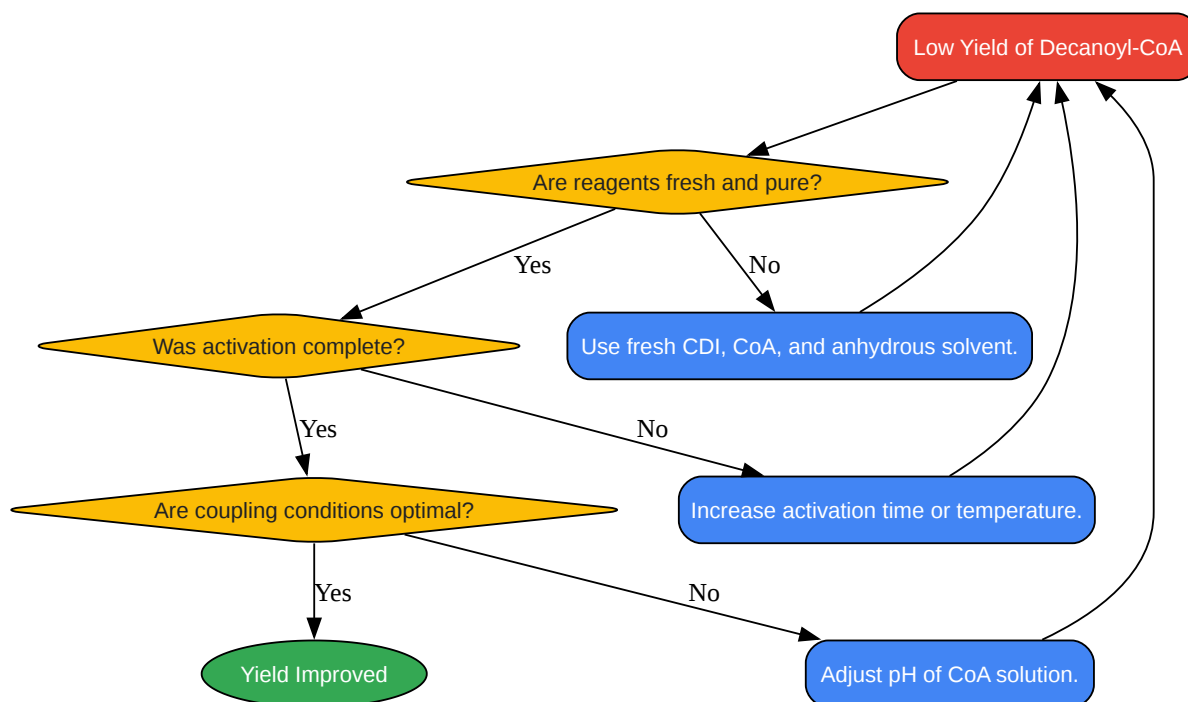 Low Yield of Decanoyl-CoA
Are reagents fresh and pure?
Yes
No
Was activation complete?
Use fresh CDI, CoA, and anhydrous solvent.
Yes
No
Are coupling conditions optimal?
Increase activation time or temperature.
Yes
No
Yield Improved
Adjust pH of CoA solution.